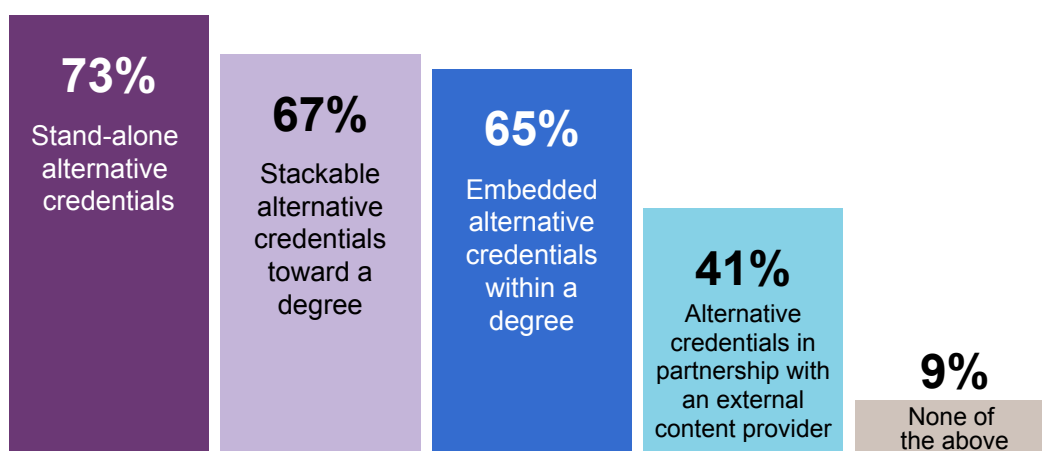 73%
Stand-alone
alternative
credentials
67%
Stackable
alternative
credentials
toward a
degree
65%
Embedded
alternative
credentials
within a
degree
41%
Alternative
credentials in
partnership with
an external
content provider
9%
None of
the above